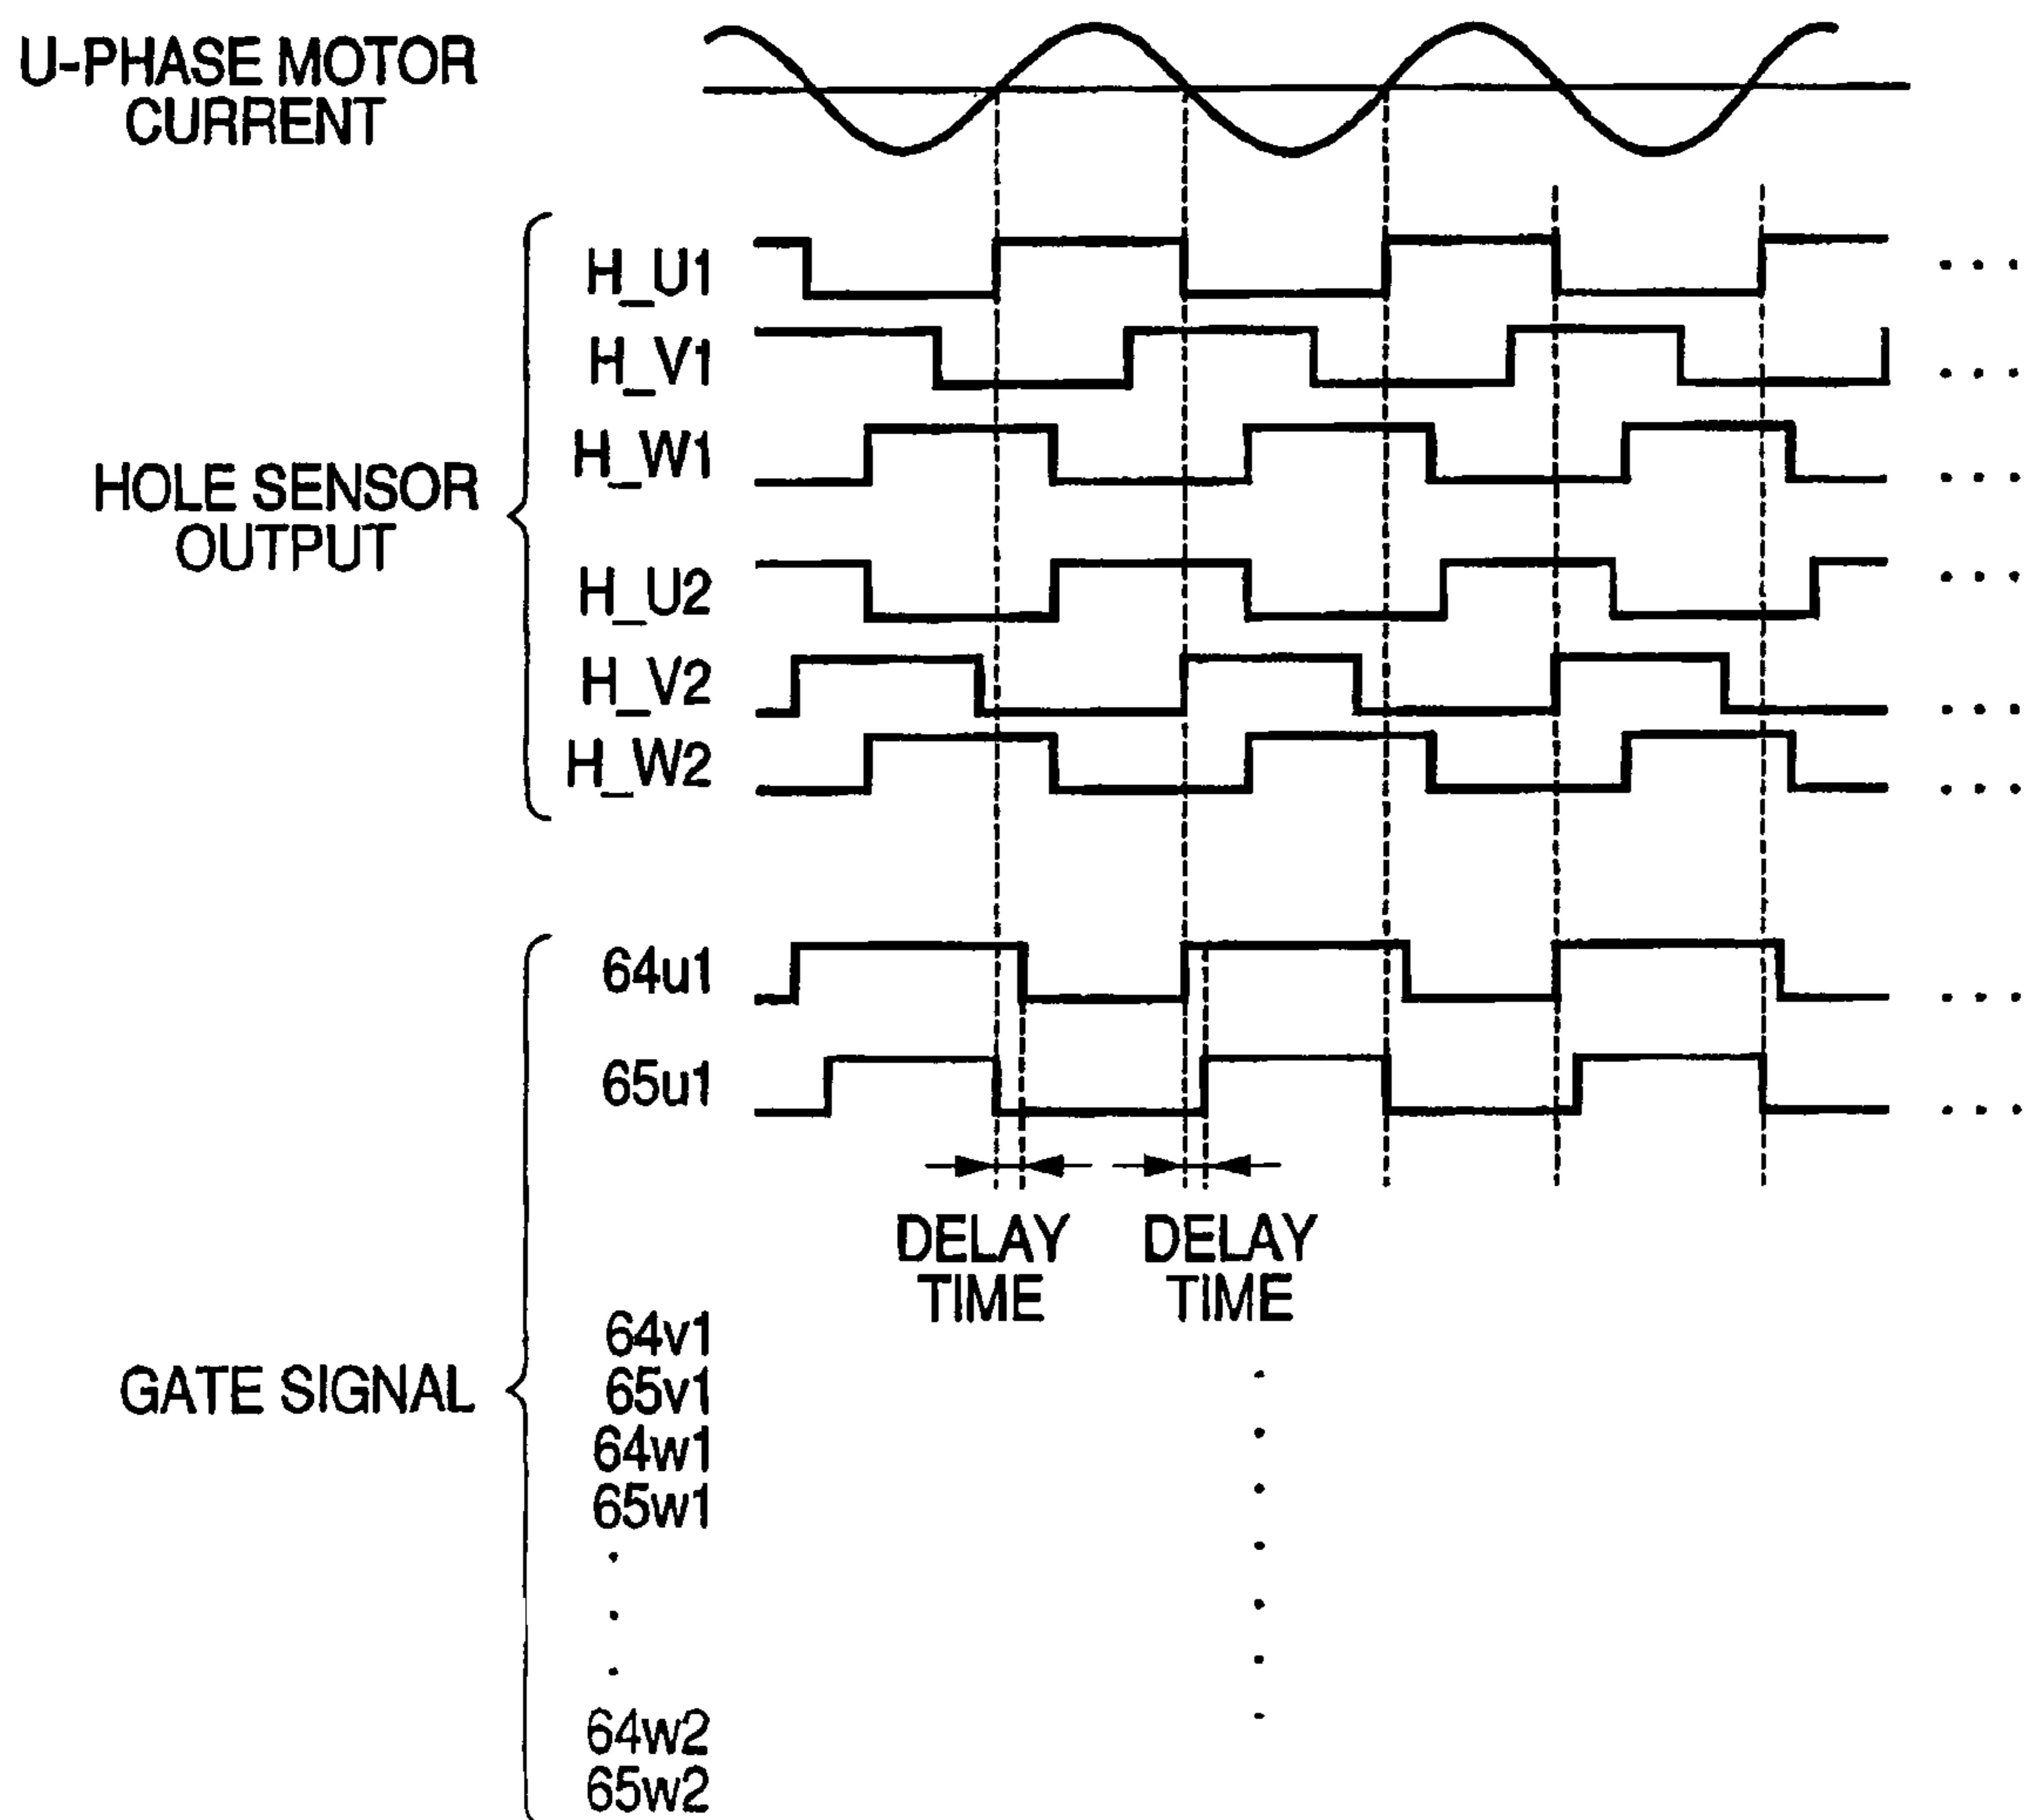 U-PHASE MOTOR
CURRENT
HOLE SENSOR
OUTPUT
H_U1
H_V1
H_W1
H_U2
H_V2
H_W2
GATE SIGNAL
64u1
65u1
DELAY
TIME
DELAY
TIME
64v1
65v1
64w1
65w1
64w2
65w2